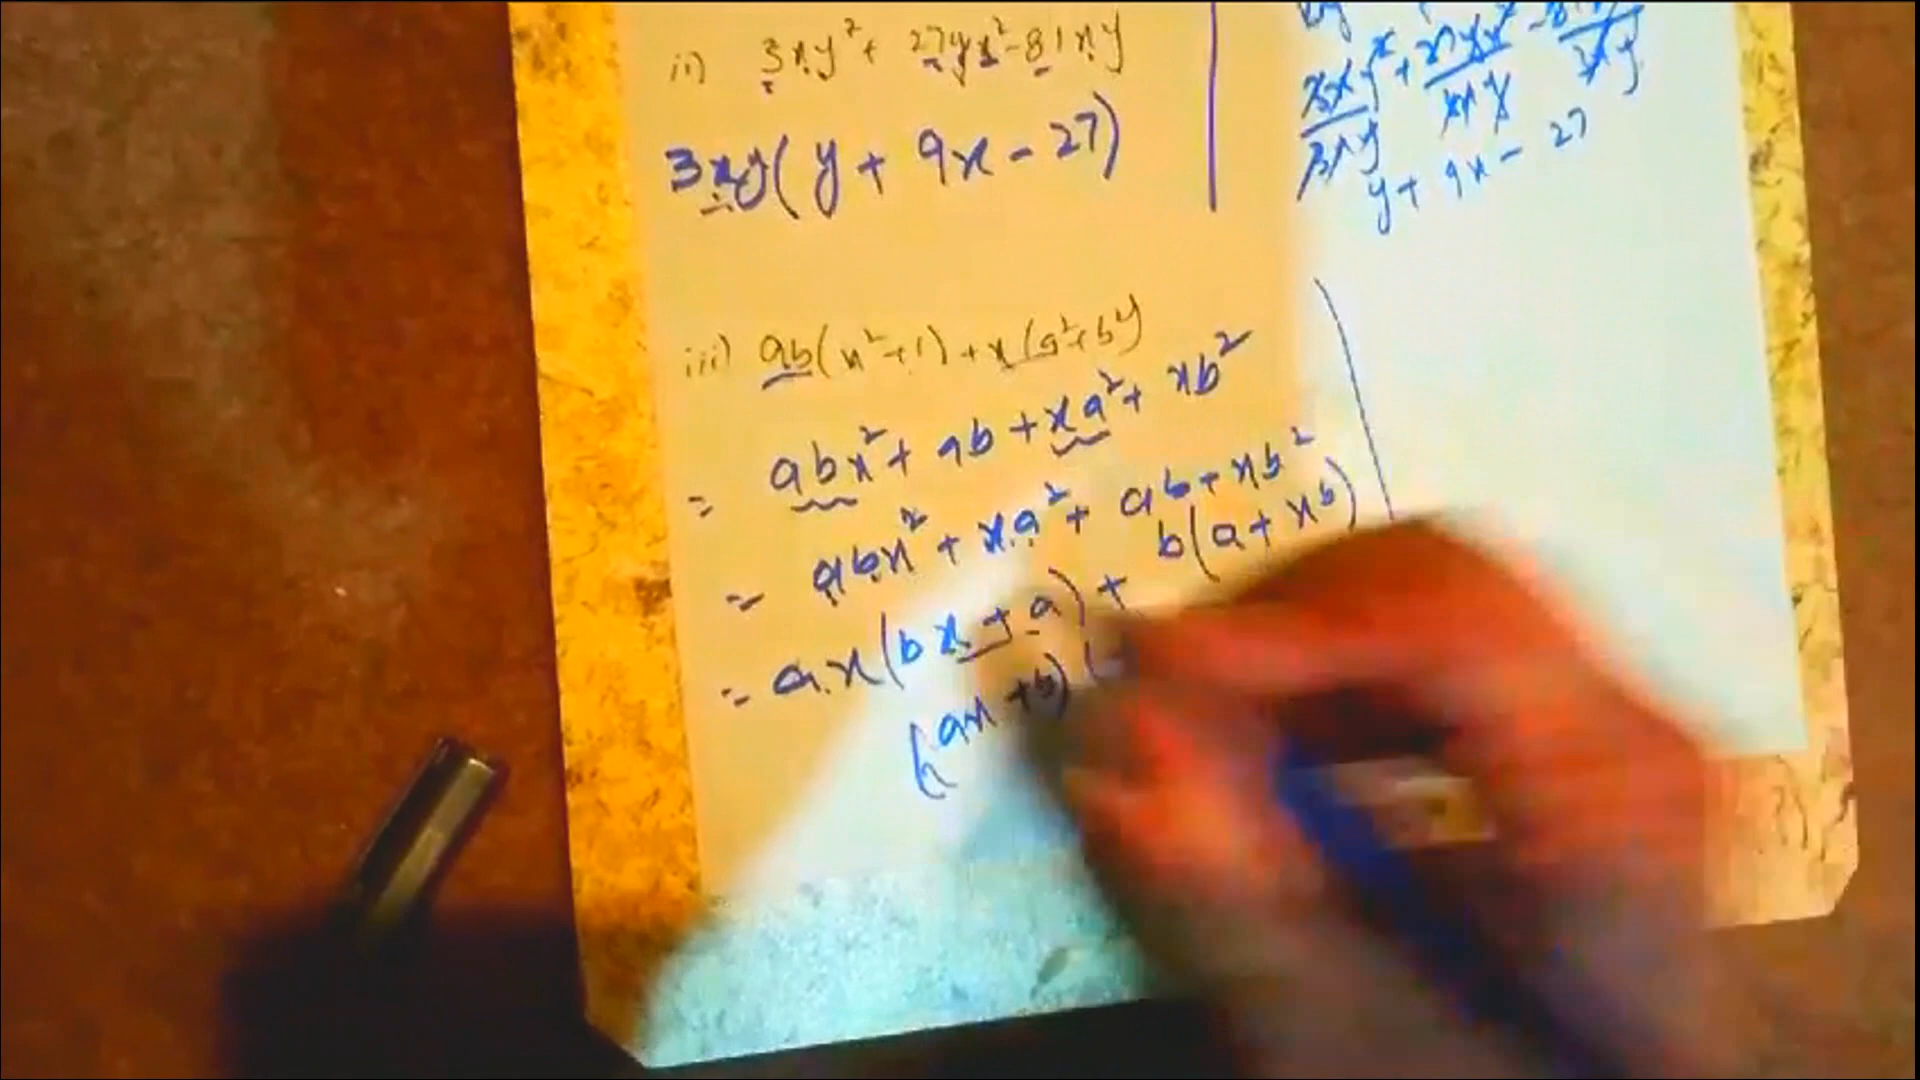 ii) 3xy² + 27yx² - 81xy
3xy(y + 9x - 27)
y + 9x - 27
iii) ab(x²+1) + x(a²+b²)
= abx² + ab + xa² + xb²
= abx² + xa² + ab + xb²
= ax(bx + a) + b(a + xb)
(ax + b)(